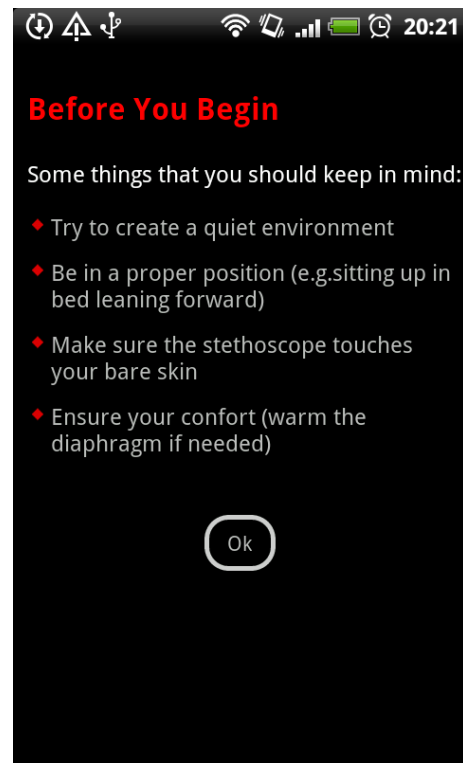 20:21
Before You Begin
Some things that you should keep in mind:
Try to create a quiet environment
Be in a proper position (e.g.sitting up in
bed leaning forward)
Make sure the stethoscope touches
your bare skin
Ensure your confort (warm the
diaphragm if needed)
Ok